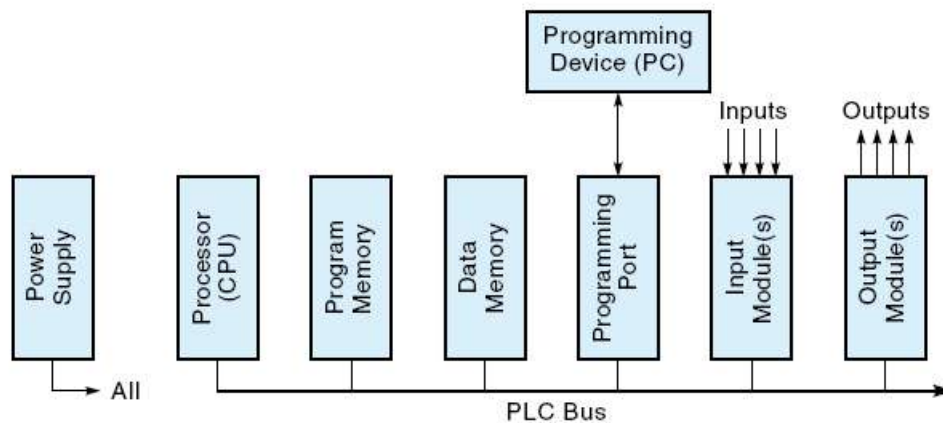 Programming
Device (PC)
Inputs
Outputs
Power
Supply
Processor
(CPU)
Program
Memory
Data
Memory
Programming
Port
Input
Module(s)
Output
Module(s)
All
PLC Bus